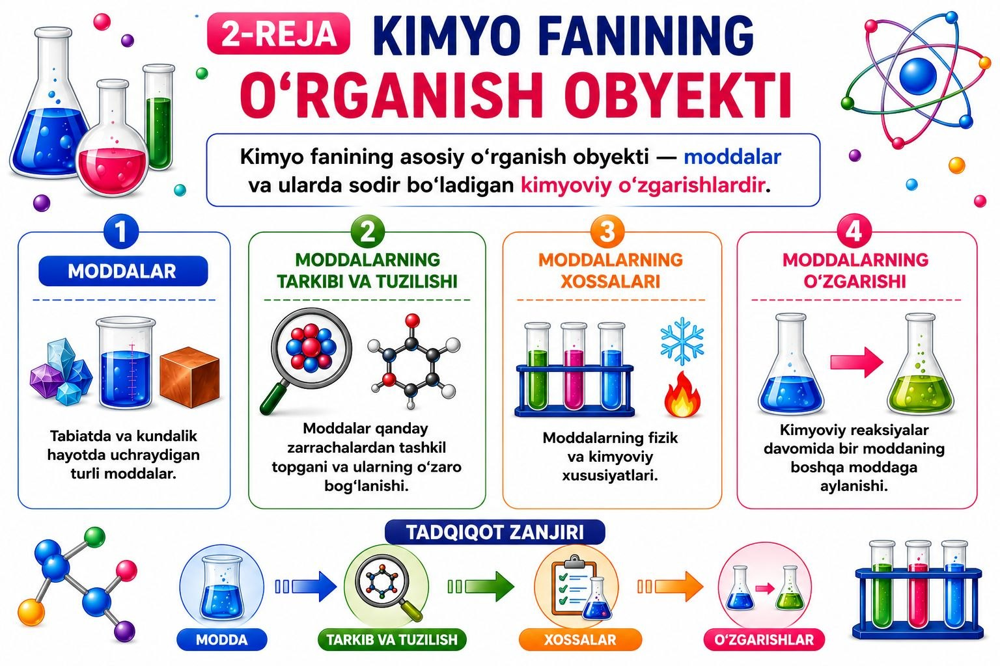 2-REJA KIMYO FANINING
O‘RGANISH OBYEKTI
Kimyo fanining asosiy o‘rganish obyekti — moddalar
va ularda sodir bo‘ladigan kimyoviy o‘zgarishlardir.
1
MODDALAR
Tabiatda va kundalik
hayotda uchraydigan
turli moddalar.
2
MODDALARNING
TARKIBI VA TUZILISHI
Moddalar qanday
zarrachalardan tashkil
topgani va ularning o‘zaro
bog‘lanishi.
3
MODDALARNING
XOSSALARI
Moddalarning fizik
va kimyoviy
xususiyatlari.
4
MODDALARNING
O‘ZGARISHI
Kimyoviy reaksiyalar
davomida bir moddaning
boshqa moddaga
aylanishi.
TADQIQOT ZANJIRI
MODDA
TARKIB VA TUZILISH
XOSSALAR
O‘ZGARISHLAR